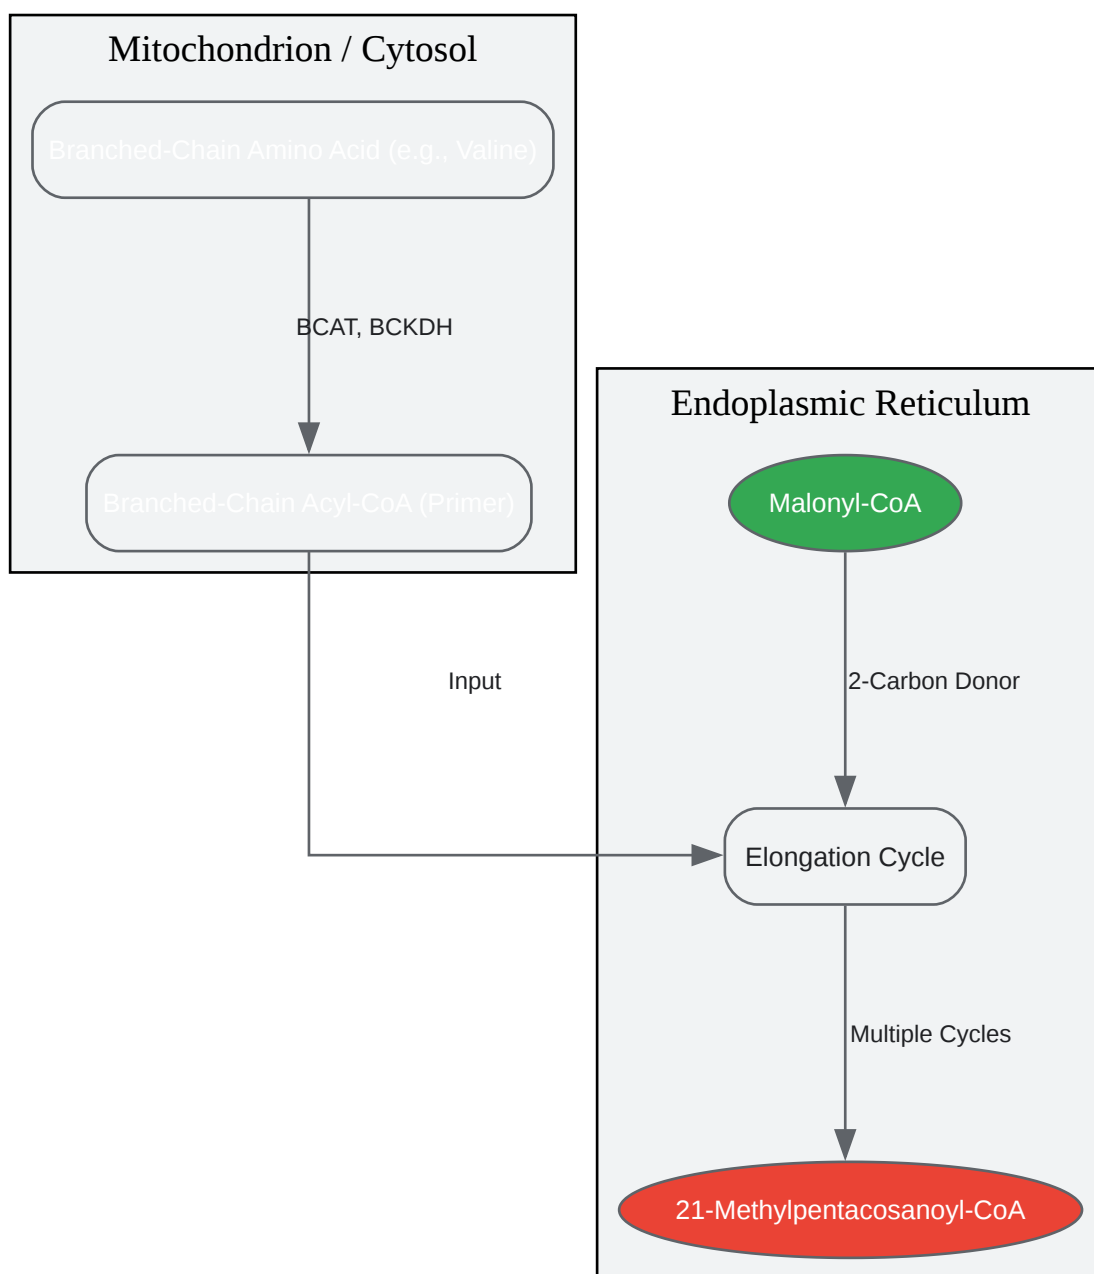 Mitochondrion / Cytosol
Branched-Chain Amino Acid (e.g., Valine)
BCAT, BCKDH
Branched-Chain Acyl-CoA (Primer)
Input
Endoplasmic Reticulum
Malonyl-CoA
2-Carbon Donor
Elongation Cycle
Multiple Cycles
21-Methylpentacosanoyl-CoA